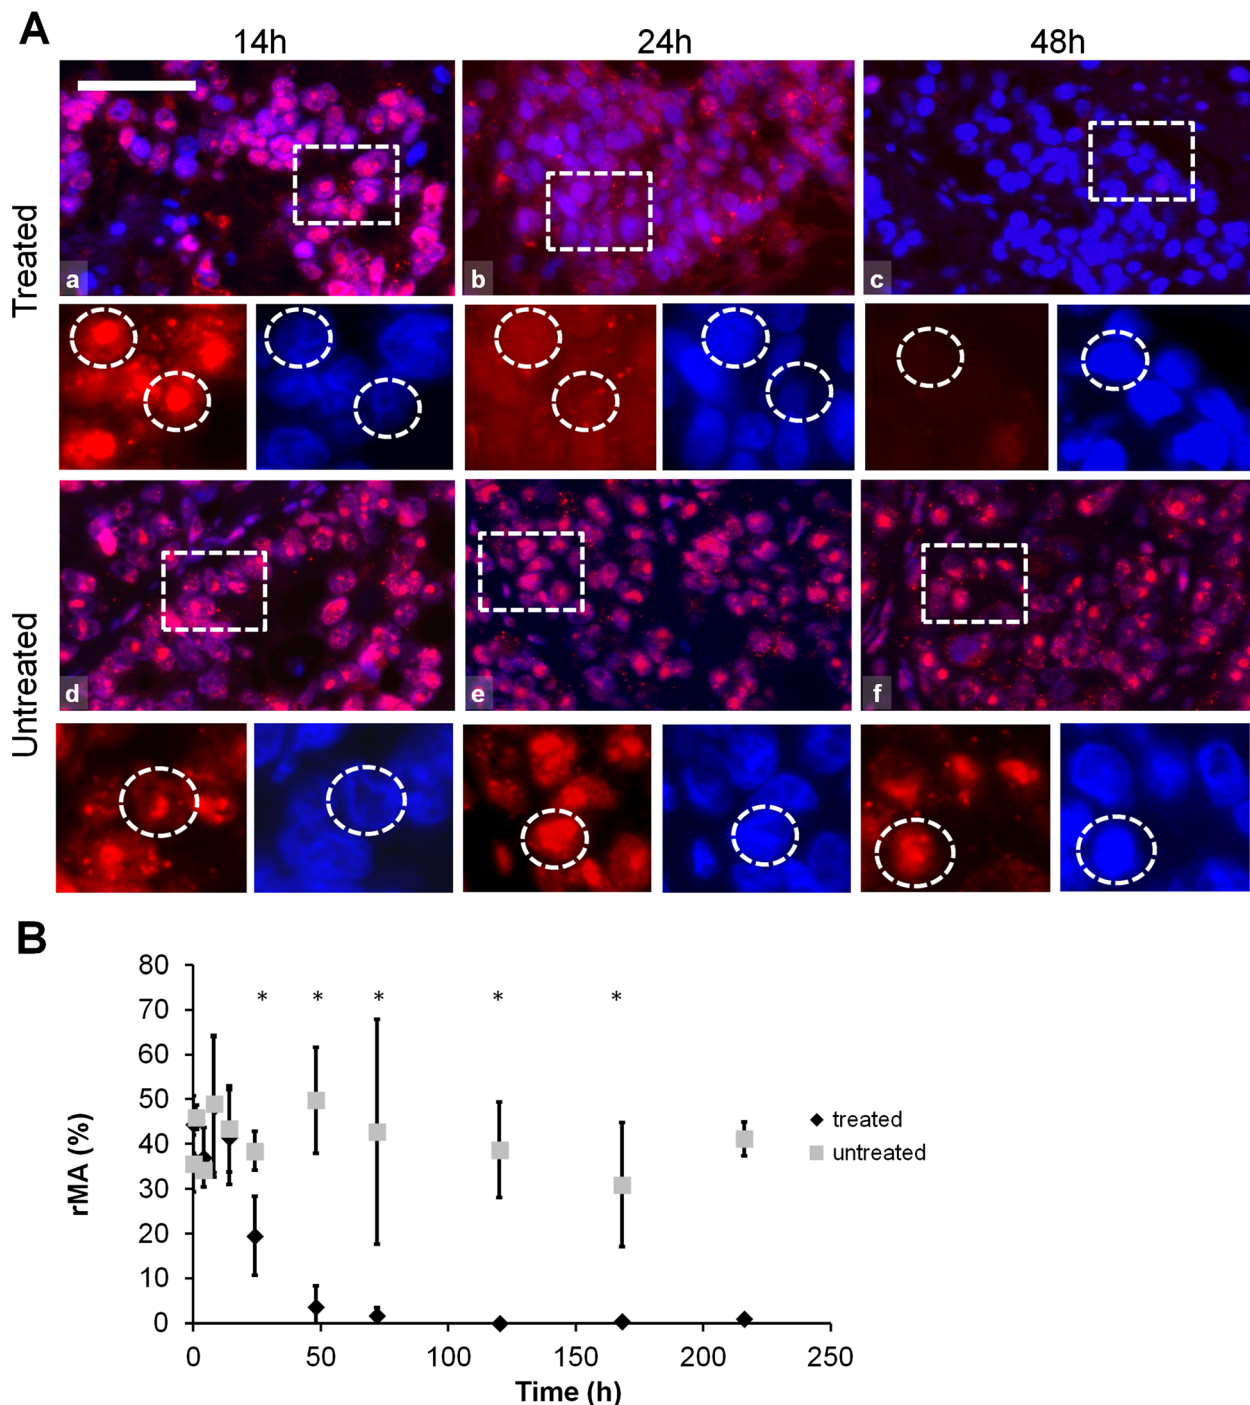 A
14h 24h 48h
Treated
a b c
Untreated
d e f
B
80
70
60
50
40
30
20
10
0
rMA (%)
* * * * *
treated
untreated
0 50 100 150 200 250
Time (h)